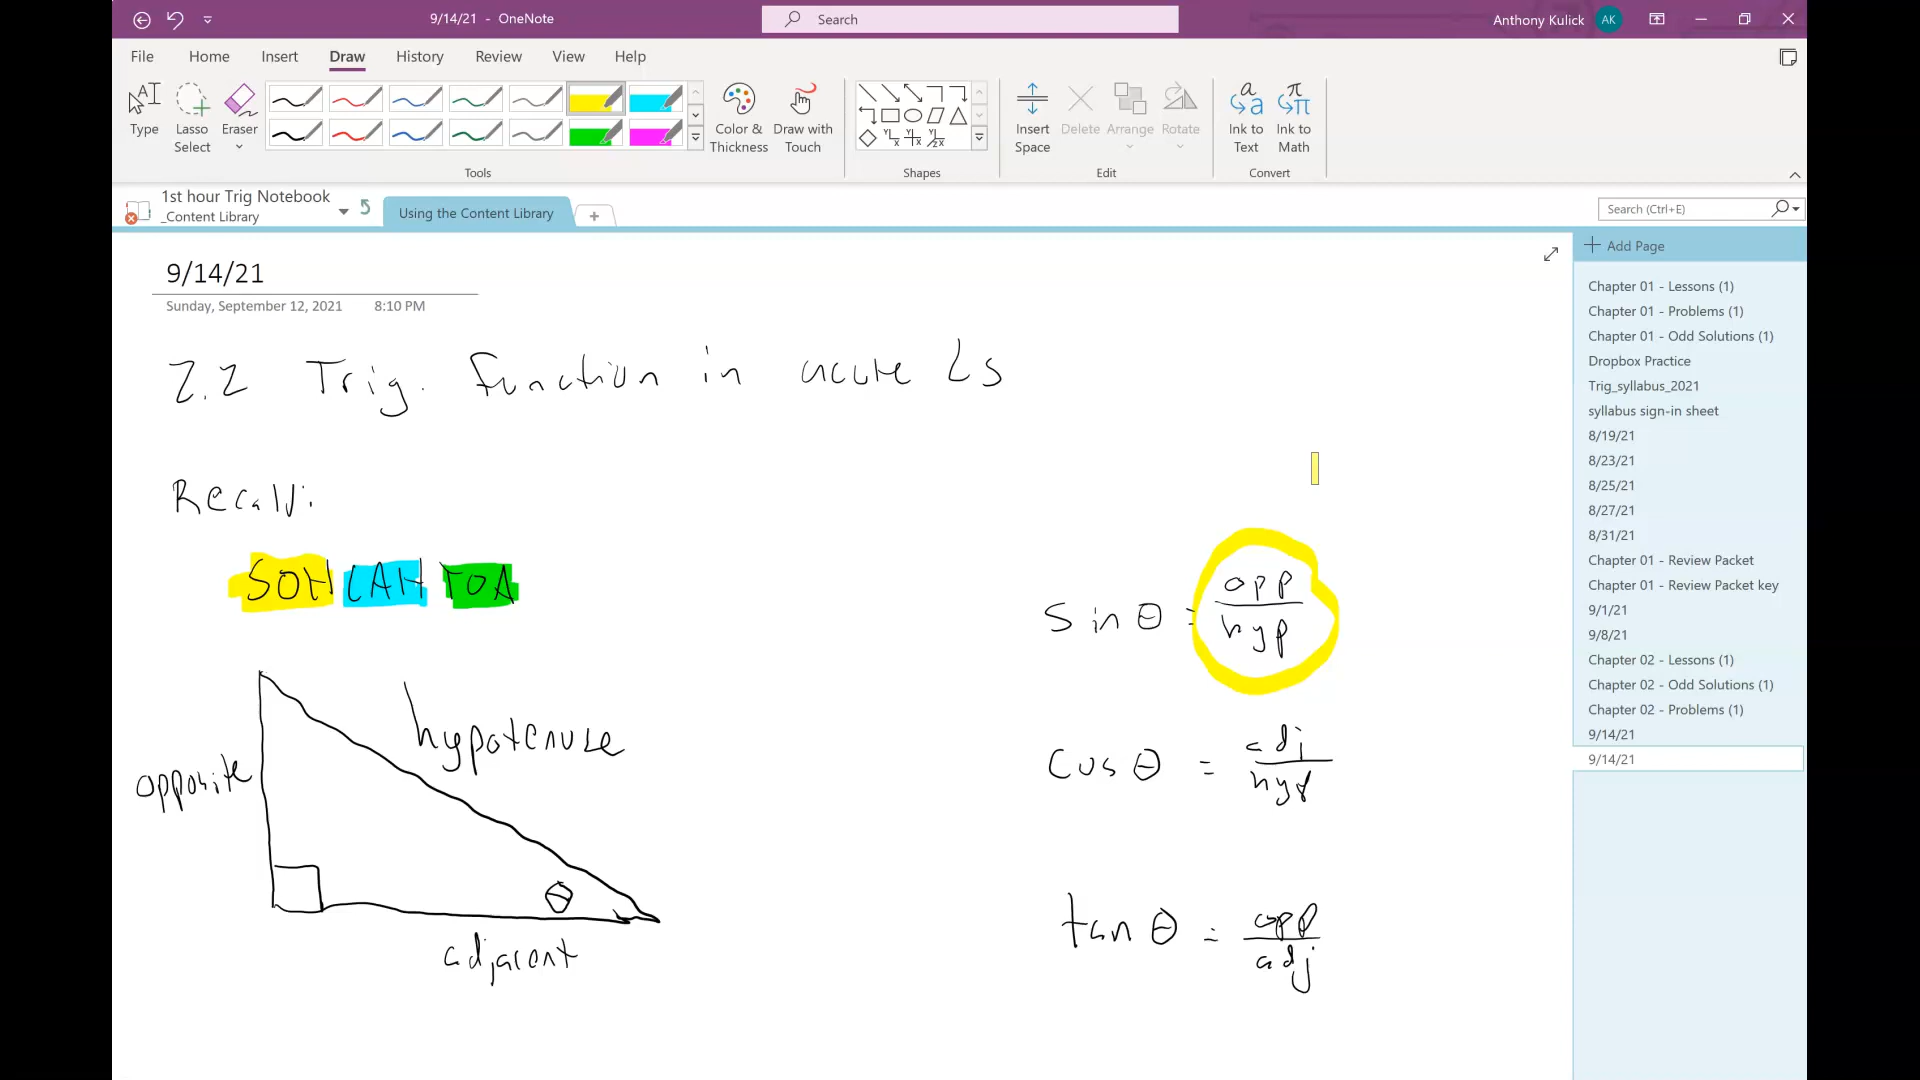 9/14/21 - OneNote
Search
Anthony Kulick AK
File Home Insert Draw History Review View Help
Type
Lasso Select
Eraser
Color & Thickness
Draw with Touch
Insert Space
Delete
Arrange
Rotate
Ink to Text
Ink to Math
Tools Shapes Edit Convert
1st hour Trig Notebook
_Content Library
Using the Content Library
Search (Ctrl+E)
Add Page
9/14/21
Sunday, September 12, 2021 8:10 PM
2.2 Trig. function in acute ∠s
Recall:
SOH CAH TOA
opposite
hypotenuse
θ
adjacent
sin θ = opp/hyp
cos θ = adj/hyp
tan θ = opp/adj
Chapter 01 - Lessons (1)
Chapter 01 - Problems (1)
Chapter 01 - Odd Solutions (1)
Dropbox Practice
Trig_syllabus_2021
syllabus sign-in sheet
8/19/21
8/23/21
8/25/21
8/27/21
8/31/21
Chapter 01 - Review Packet
Chapter 01 - Review Packet key
9/1/21
9/8/21
Chapter 02 - Lessons (1)
Chapter 02 - Odd Solutions (1)
Chapter 02 - Problems (1)
9/14/21
9/14/21